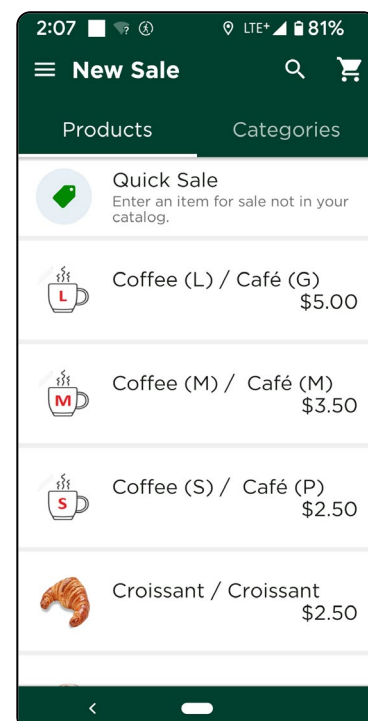 2:07 LTE+ 81%
New Sale
Products Categories
Quick Sale
Enter an item for sale not in your
catalog.
L
Coffee (L) / Café (G)
$5.00
M
Coffee (M) / Café (M)
$3.50
S
Coffee (S) / Café (P)
$2.50
Croissant / Croissant
$2.50